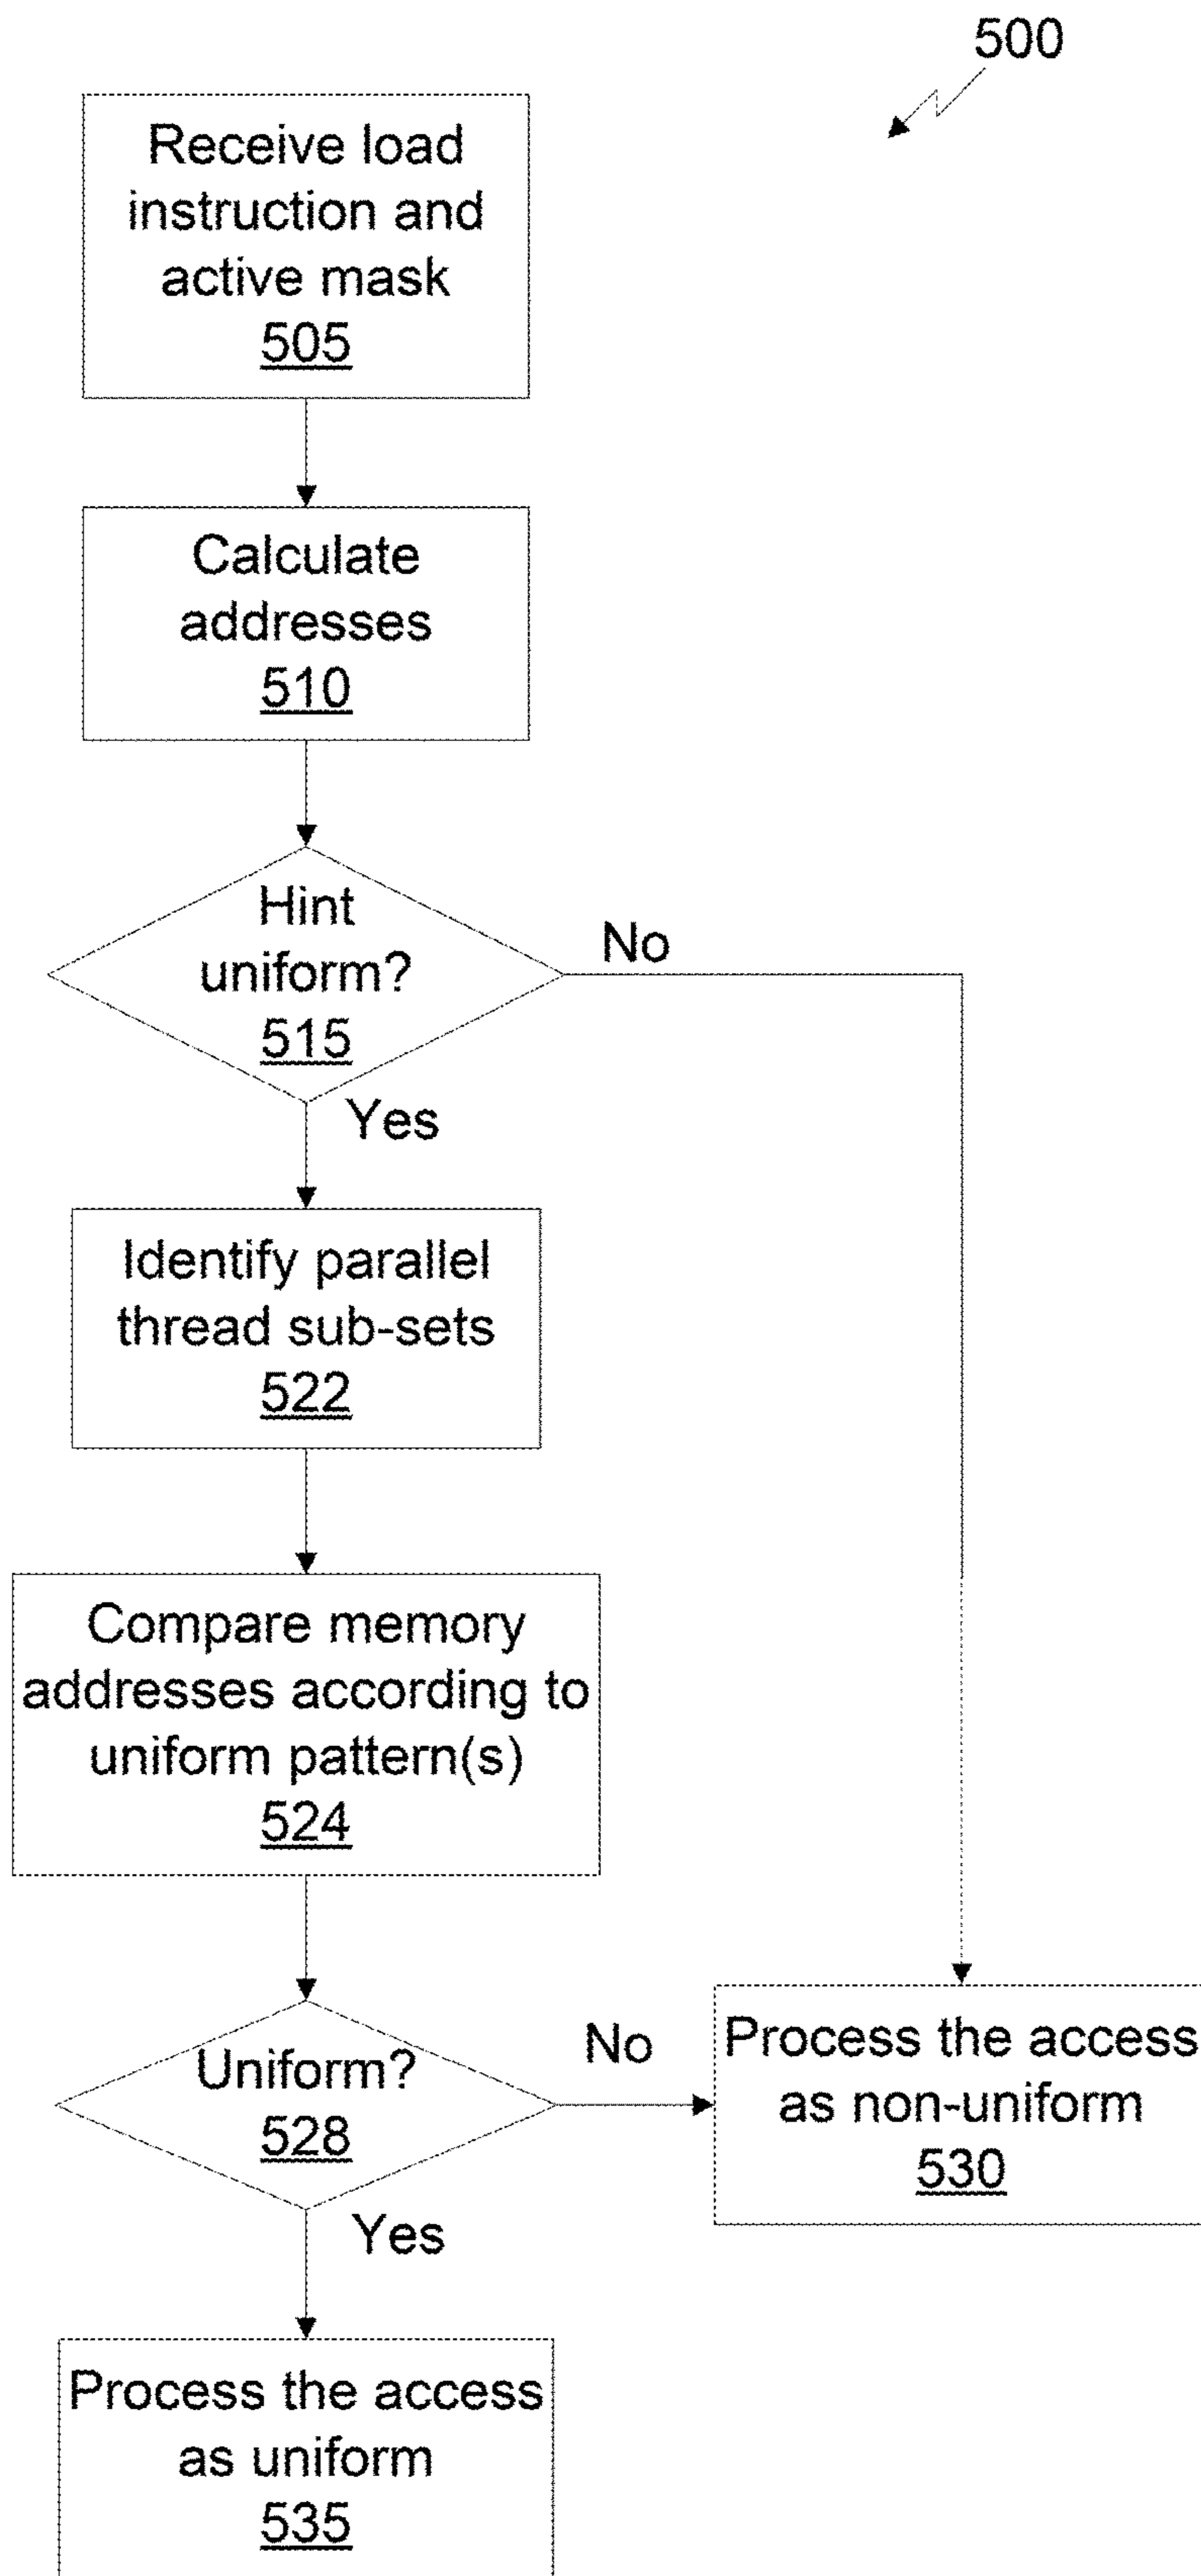 500
Receive load
instruction and
active mask
505
Calculate
addresses
510
Hint
uniform?
515
No
Yes
Identify parallel
thread sub-sets
522
Compare memory
addresses according to
uniform pattern(s)
524
Uniform?
528
No
Process the access
as non-uniform
530
Yes
Process the access
as uniform
535